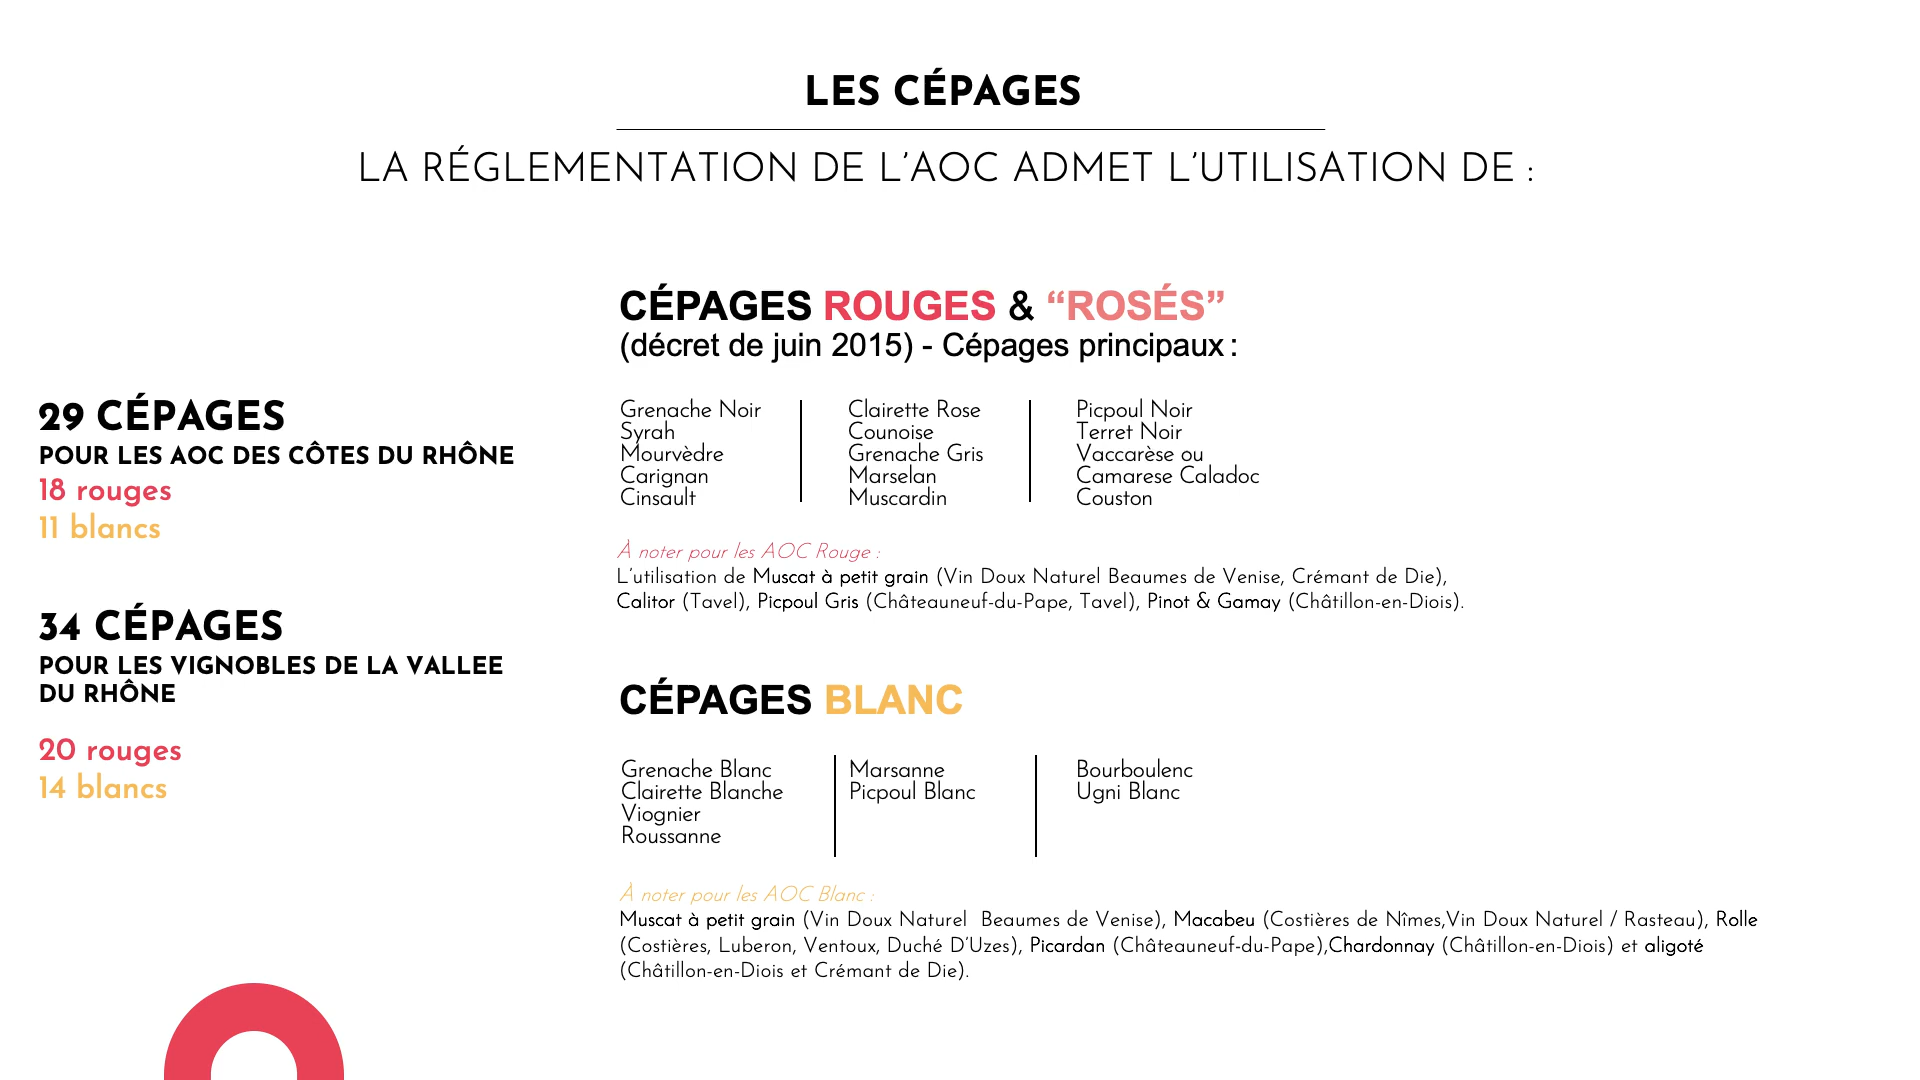 LES CÉPAGES
LA RÉGLEMENTATION DE L'AOC ADMET L'UTILISATION DE :
29 CÉPAGES
POUR LES AOC DES CÔTES DU RHÔNE
18 rouges
11 blancs
34 CÉPAGES
POUR LES VIGNOBLES DE LA VALLEE
DU RHÔNE
20 rouges
14 blancs
CÉPAGES ROUGES & “ROSÉS”
(décret de juin 2015) - Cépages principaux :
Grenache Noir
Syrah
Mourvèdre
Carignan
Cinsault
Clairette Rose
Counoise
Grenache Gris
Marselan
Muscardin
Picpoul Noir
Terret Noir
Vaccarèse ou
Camarese Caladoc
Couston
À noter pour les AOC Rouge :
L'utilisation de Muscat à petit grain (Vin Doux Naturel Beaumes de Venise, Crémant de Die),
Calitor (Tavel), Picpoul Gris (Châteauneuf-du-Pape, Tavel), Pinot & Gamay (Châtillon-en-Diois).
CÉPAGES BLANC
Grenache Blanc
Clairette Blanche
Viognier
Roussanne
Marsanne
Picpoul Blanc
Bourboulenc
Ugni Blanc
À noter pour les AOC Blanc :
Muscat à petit grain (Vin Doux Naturel  Beaumes de Venise), Macabeu (Costières de Nîmes,Vin Doux Naturel / Rasteau), Rolle
(Costières, Luberon, Ventoux, Duché D'Uzes), Picardan (Châteauneuf-du-Pape),Chardonnay (Châtillon-en-Diois) et aligoté
(Châtillon-en-Diois et Crémant de Die).